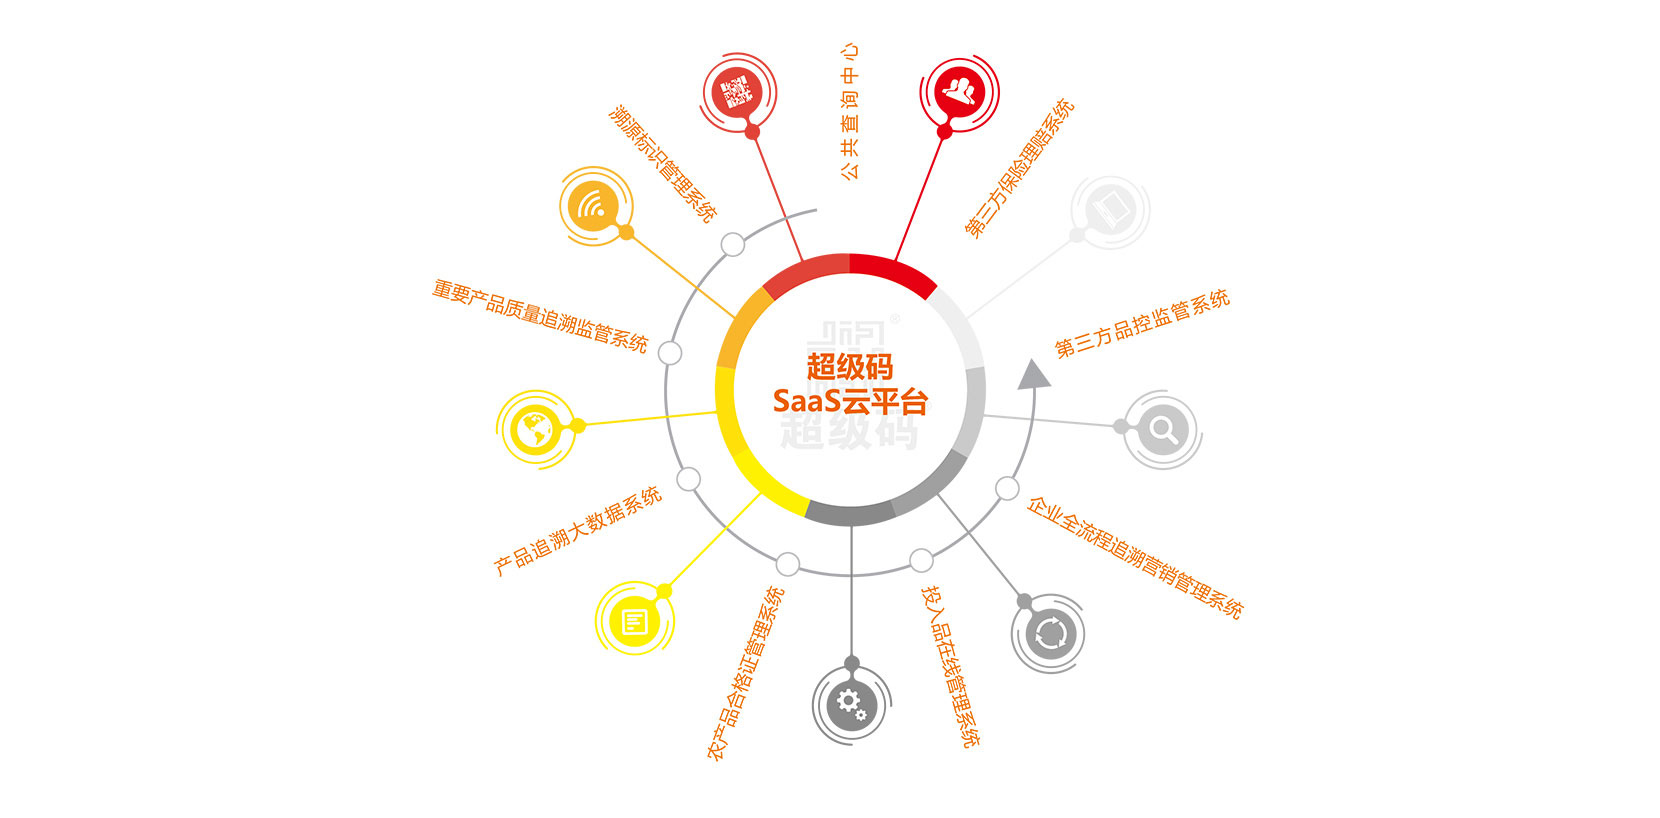 公共查询中心
第三方保险理赔系统
第三方品控监管系统
企业全流程追溯营销管理系统
投入品在线管理系统
农产品合格证管理系统
产品追溯大数据系统
重要产品质量追溯监管系统
溯源标识管理系统
超级码
SaaS云平台
®
超级码